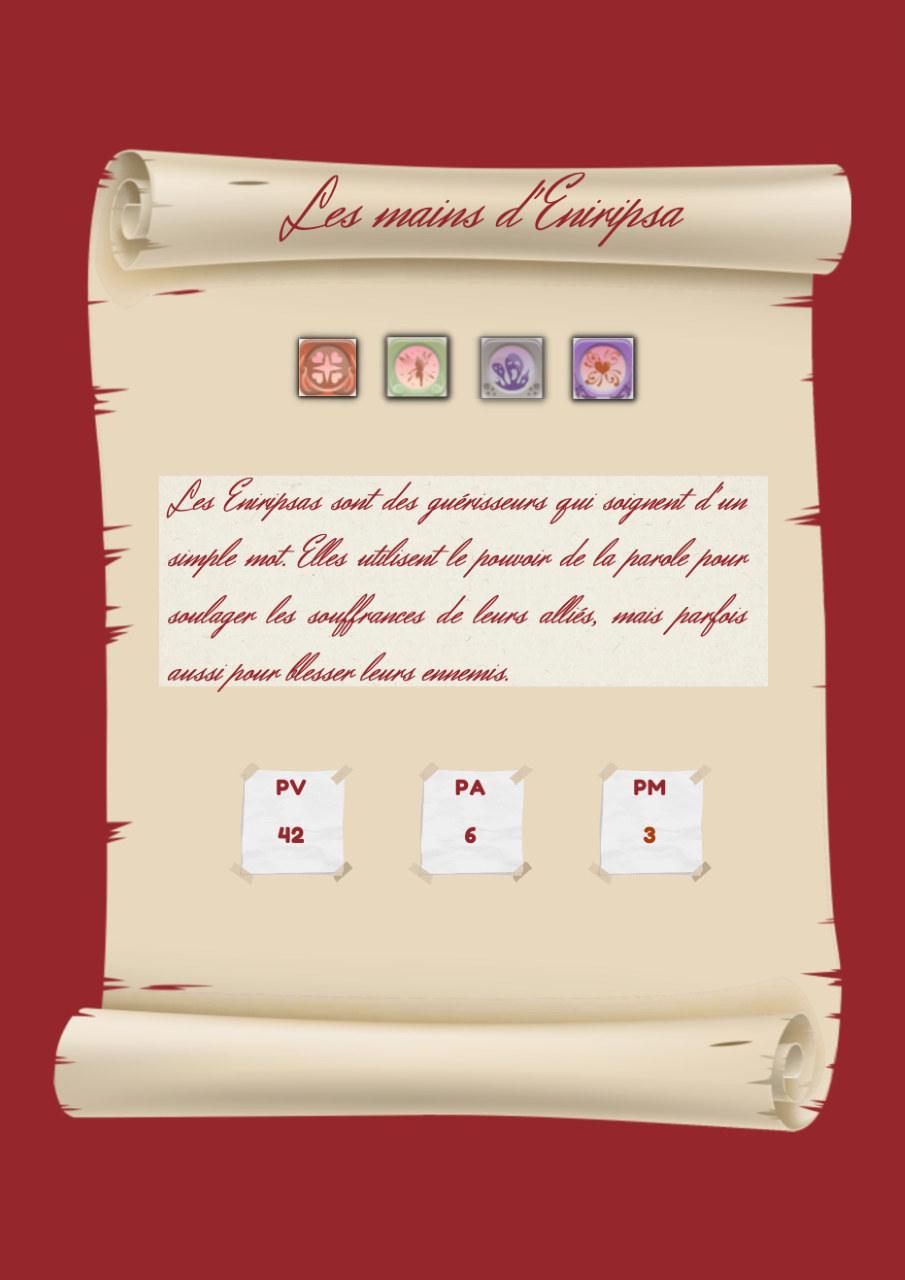 Les mains d'Eniripsa
Les Eniripsas sont des guérisseurs qui soignent d'un
simple mot. Elles utilisent le pouvoir de la parole pour
soulager les souffrances de leurs alliés, mais parfois
aussi pour blesser leurs ennemis.
PV PA PM
42 6 3